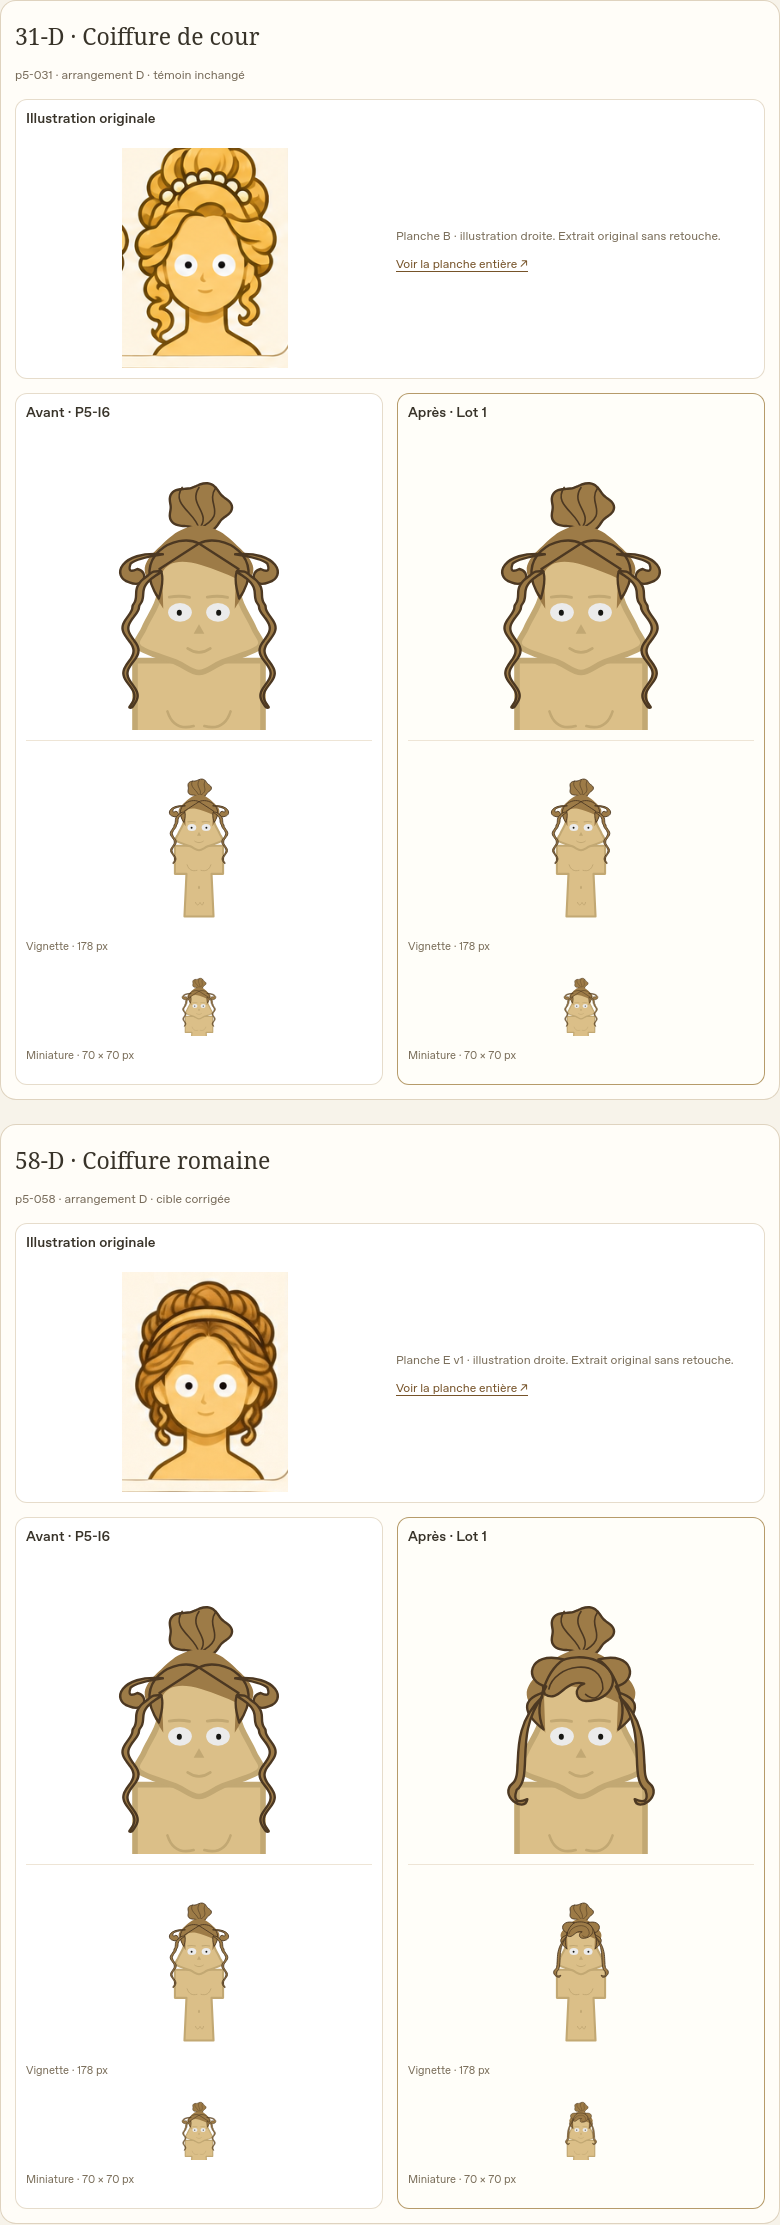 31-D · Coiffure de cour
p5-031 · arrangement D · témoin inchangé
Illustration originale
Planche B · illustration droite. Extrait original sans retouche.
Voir la planche entière ↗
Avant · P5-I6
Après · Lot 1
Vignette · 178 px
Vignette · 178 px
Miniature · 70 × 70 px
Miniature · 70 × 70 px
58-D · Coiffure romaine
p5-058 · arrangement D · cible corrigée
Illustration originale
Planche E v1 · illustration droite. Extrait original sans retouche.
Voir la planche entière ↗
Avant · P5-I6
Après · Lot 1
Vignette · 178 px
Vignette · 178 px
Miniature · 70 × 70 px
Miniature · 70 × 70 px